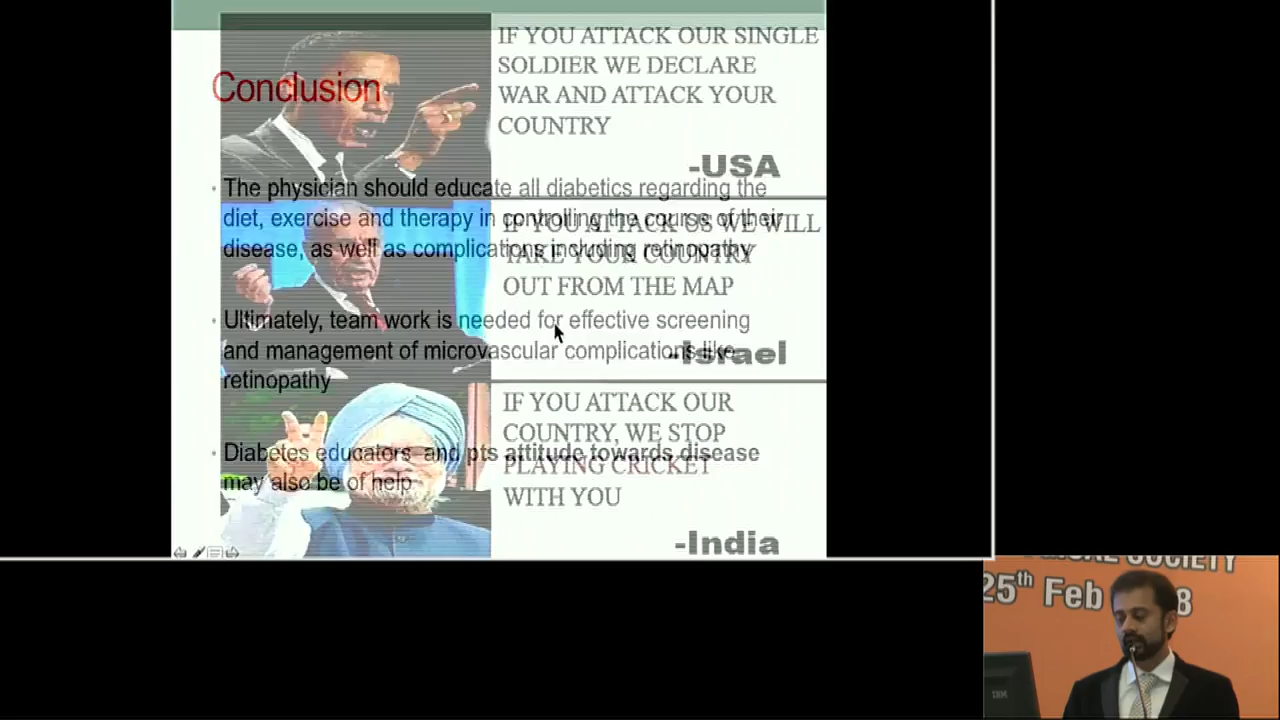 Conclusion
The physician should educate all diabetics regarding the
diet, exercise and therapy in controlling the course of their
disease, as well as complications including retinopathy
Ultimately, team work is needed for effective screening
and management of microvascular complications like
retinopathy
Diabetes educators and pts attitude towards disease
may also be of help
IF YOU ATTACK OUR SINGLE
SOLDIER WE DECLARE
WAR AND ATTACK YOUR
COUNTRY
-USA
IF YOU ATTACK US WE WILL
TAKE YOUR COUNTRY
OUT FROM THE MAP
-Israel
IF YOU ATTACK OUR
COUNTRY, WE STOP
PLAYING CRICKET
WITH YOU
-India
SOCIETY
25th Feb 8